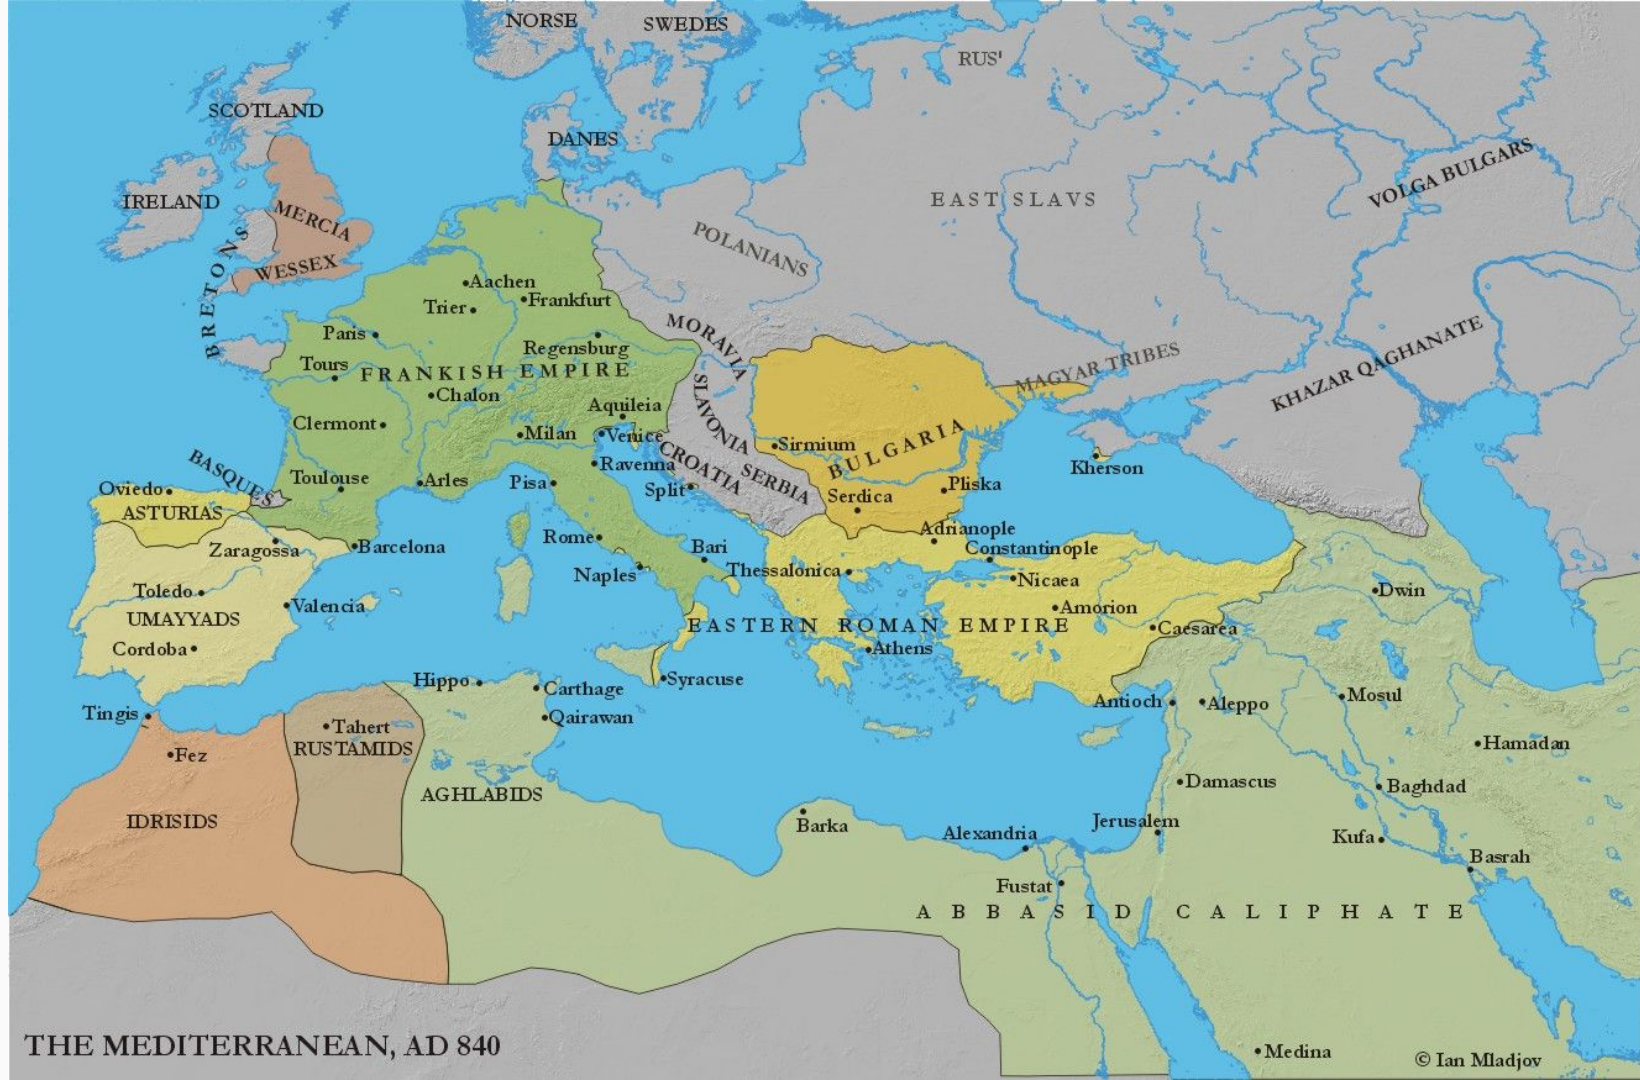 NORSE
SWEDES
RUS'
SCOTLAND
DANES
IRELAND
MERCIA
WESSEX
BRETONS
EAST SLAVS
VOLGA BULGARS
POLANIANS
Aachen
Frankfurt
Trier
Paris
Regensburg
Tours
FRANKISH EMPIRE
Chalon
Clermont
Aquileia
Milan
Venice
MORAVIA
SLAVONIA
CROATIA
SERBIA
MAGYAR TRIBES
KHAZAR QAGHANATE
Sirmium
BULGARIA
Kherson
Serdica
Pliska
BASQUES
Toulouse
Arles
Pisa
Ravenna
Split
Oviedo
ASTURIAS
Zaragossa
Barcelona
Rome
Naples
Bari
Adrianople
Constantinople
Thessalonica
Nicaea
Amorion
Toledo
UMAYYADS
Valencia
Cordoba
EASTERN ROMAN EMPIRE
Caesarea
Athens
Dwin
Tingis
Hippo
Carthage
Qairawan
Syracuse
Antioch
Aleppo
Mosul
Fez
Tahert
RUSTAMIDS
AGHLABIDS
IDRISIDS
Hamadan
Damascus
Baghdad
Barka
Alexandria
Jerusalem
Kufa
Basrah
Fustat
ABBASID CALIPHATE
Medina
THE MEDITERRANEAN, AD 840
© Ian Mladjov